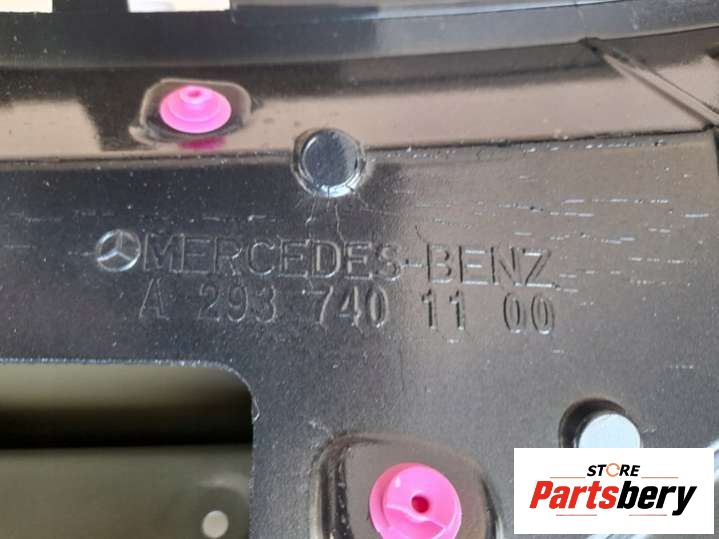 MERCEDES-BENZ
A 293 740 11 00
STORE
Partsbery